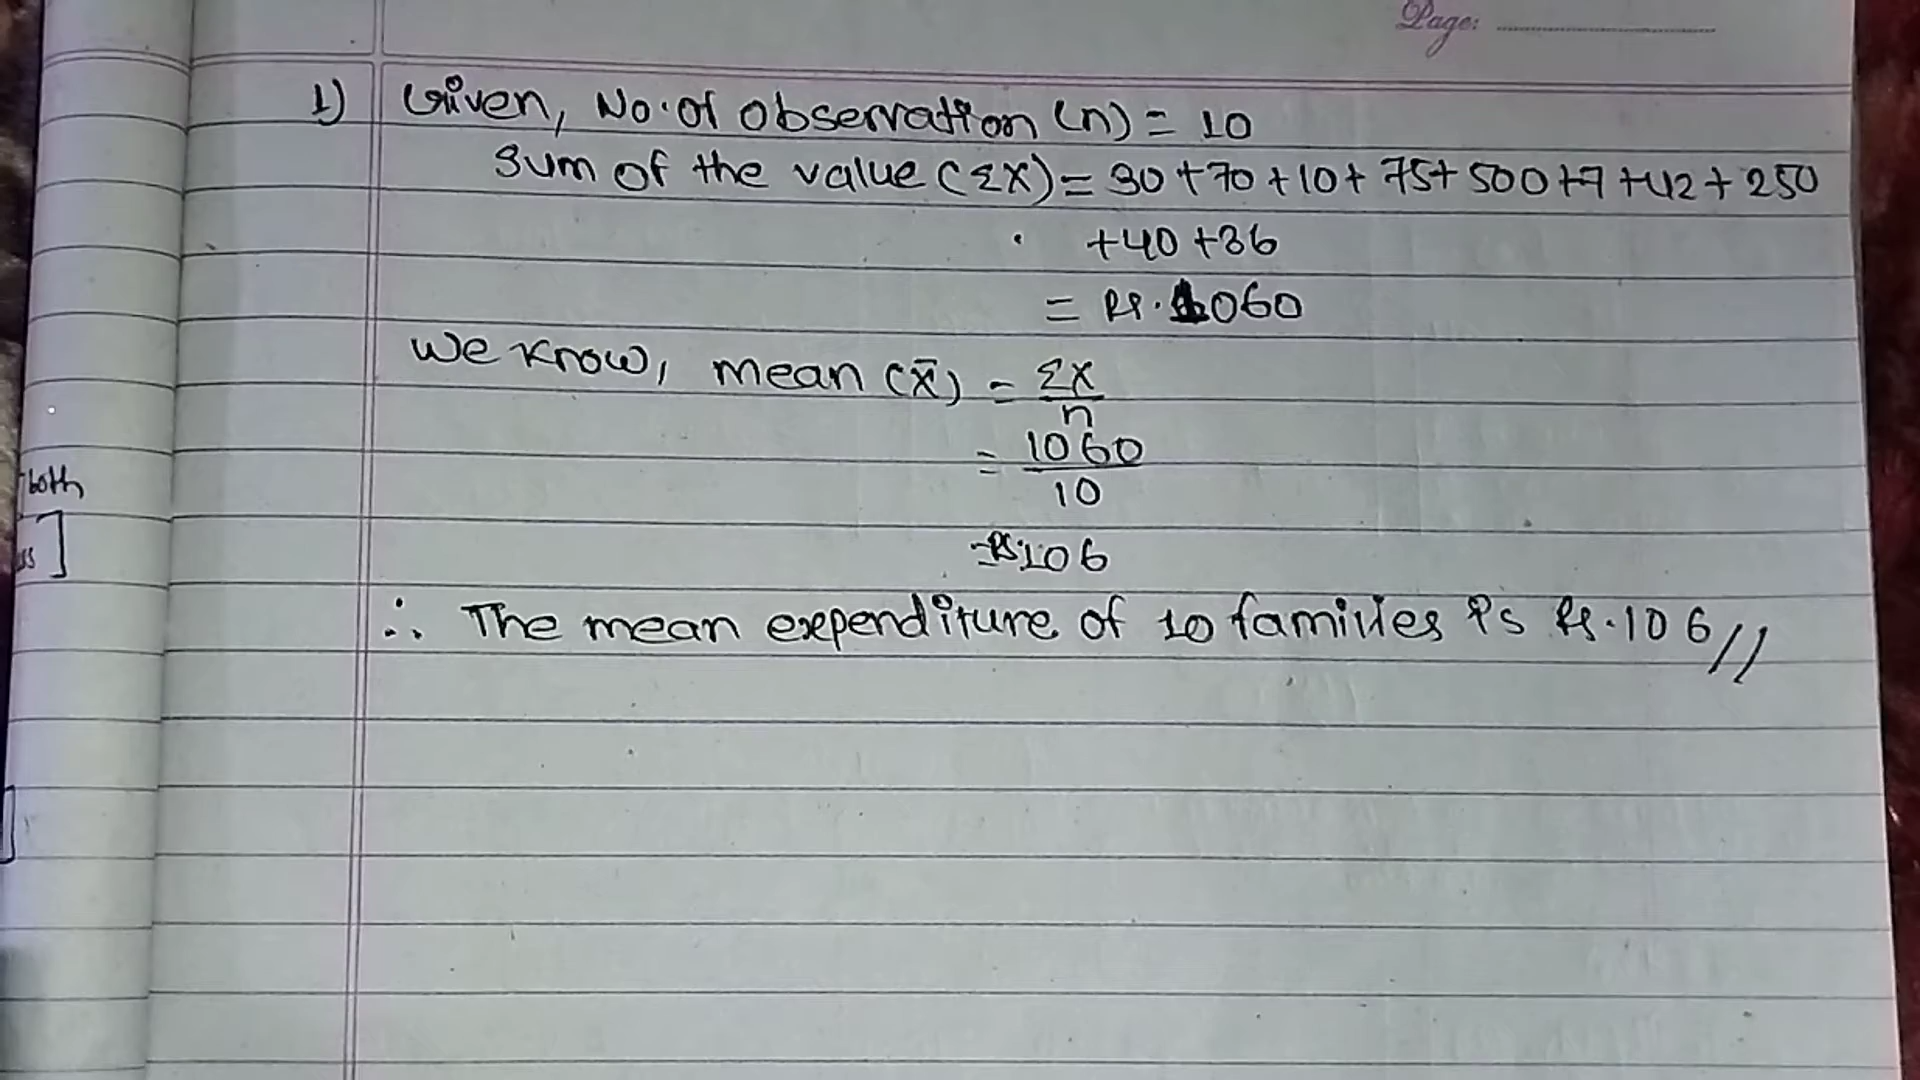 Page:
1) Given, No. of observation (n) = 10
Sum of the value (ΣX) = 30 + 70 + 10 + 75 + 500 + 7 + 42 + 250
+40 +36
= Rs. 1060
We know, mean (x̄) = ΣX
n
= 1060
10
= Rs. 106
∴ The mean expenditure of 10 families is Rs. 106 //
both
]